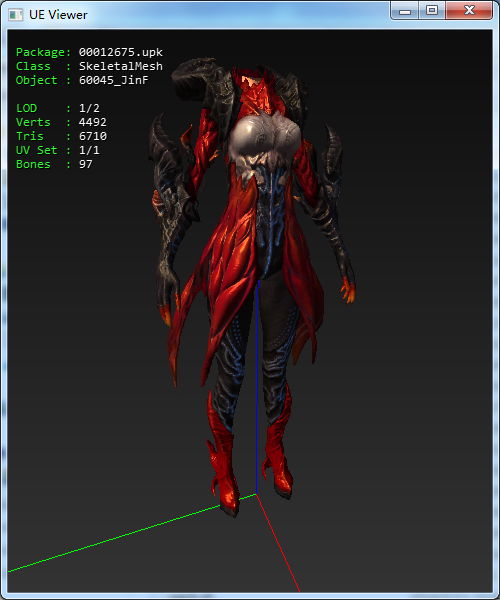 UE Viewer
Package: 00012675.upk
Class : SkeletalMesh
Object : 60045_JinF
LOD : 1/2
Verts : 4492
Tris : 6710
UV Set : 1/1
Bones : 97